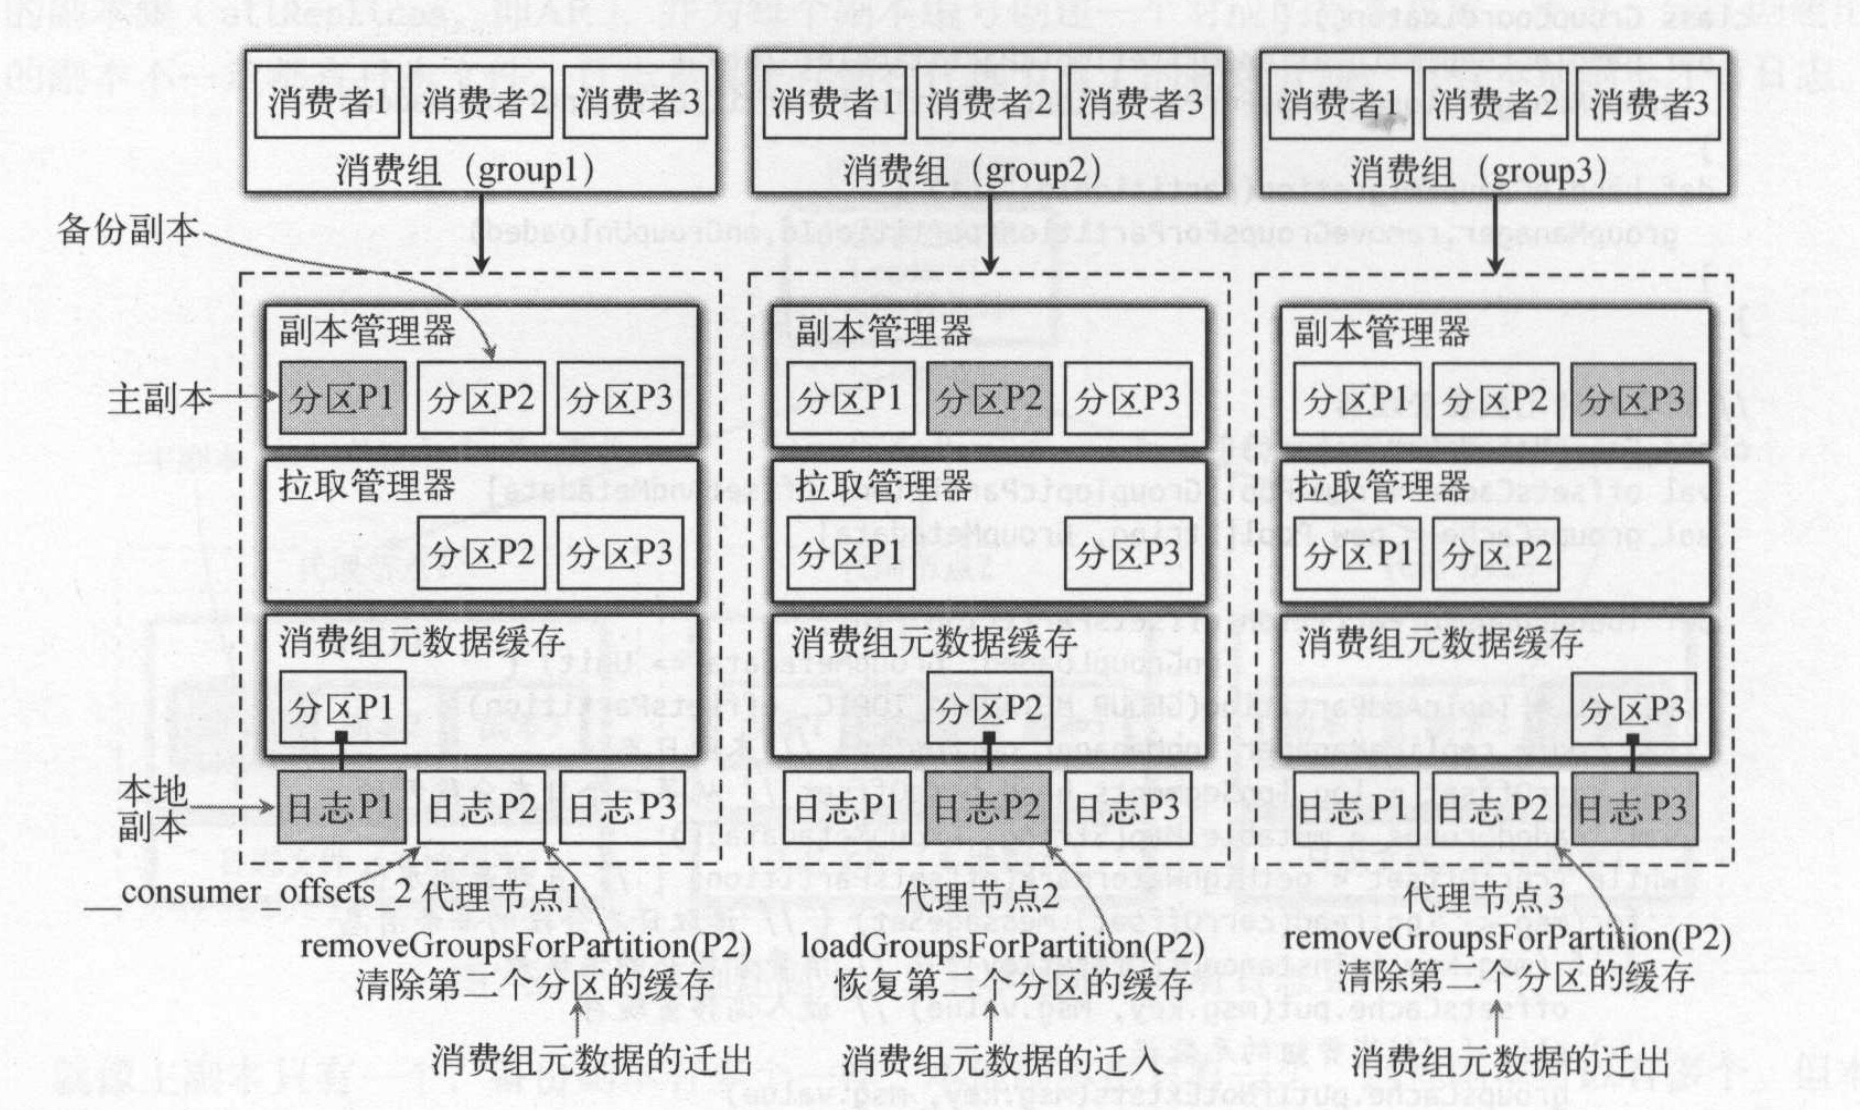 消费者1 消费者2 消费者3
消费组（group1）
消费者1 消费者2 消费者3
消费组（group2）
消费者1 消费者2 消费者3
消费组（group3）
备份副本
主副本
副本管理器
分区P1 分区P2 分区P3
拉取管理器
分区P2 分区P3
消费组元数据缓存
分区P1
本地
副本
日志P1 日志P2 日志P3
__consumer_offsets_2
代理节点1
removeGroupsForPartition(P2)
清除第二个分区的缓存
消费组元数据的迁出
副本管理器
分区P1 分区P2 分区P3
拉取管理器
分区P1 分区P3
消费组元数据缓存
分区P2
日志P1 日志P2 日志P3
代理节点2
loadGroupsForPartition(P2)
恢复第二个分区的缓存
消费组元数据的迁入
副本管理器
分区P1 分区P2 分区P3
拉取管理器
分区P1 分区P2
消费组元数据缓存
分区P3
日志P1 日志P2 日志P3
代理节点3
removeGroupsForPartition(P2)
清除第二个分区的缓存
消费组元数据的迁出